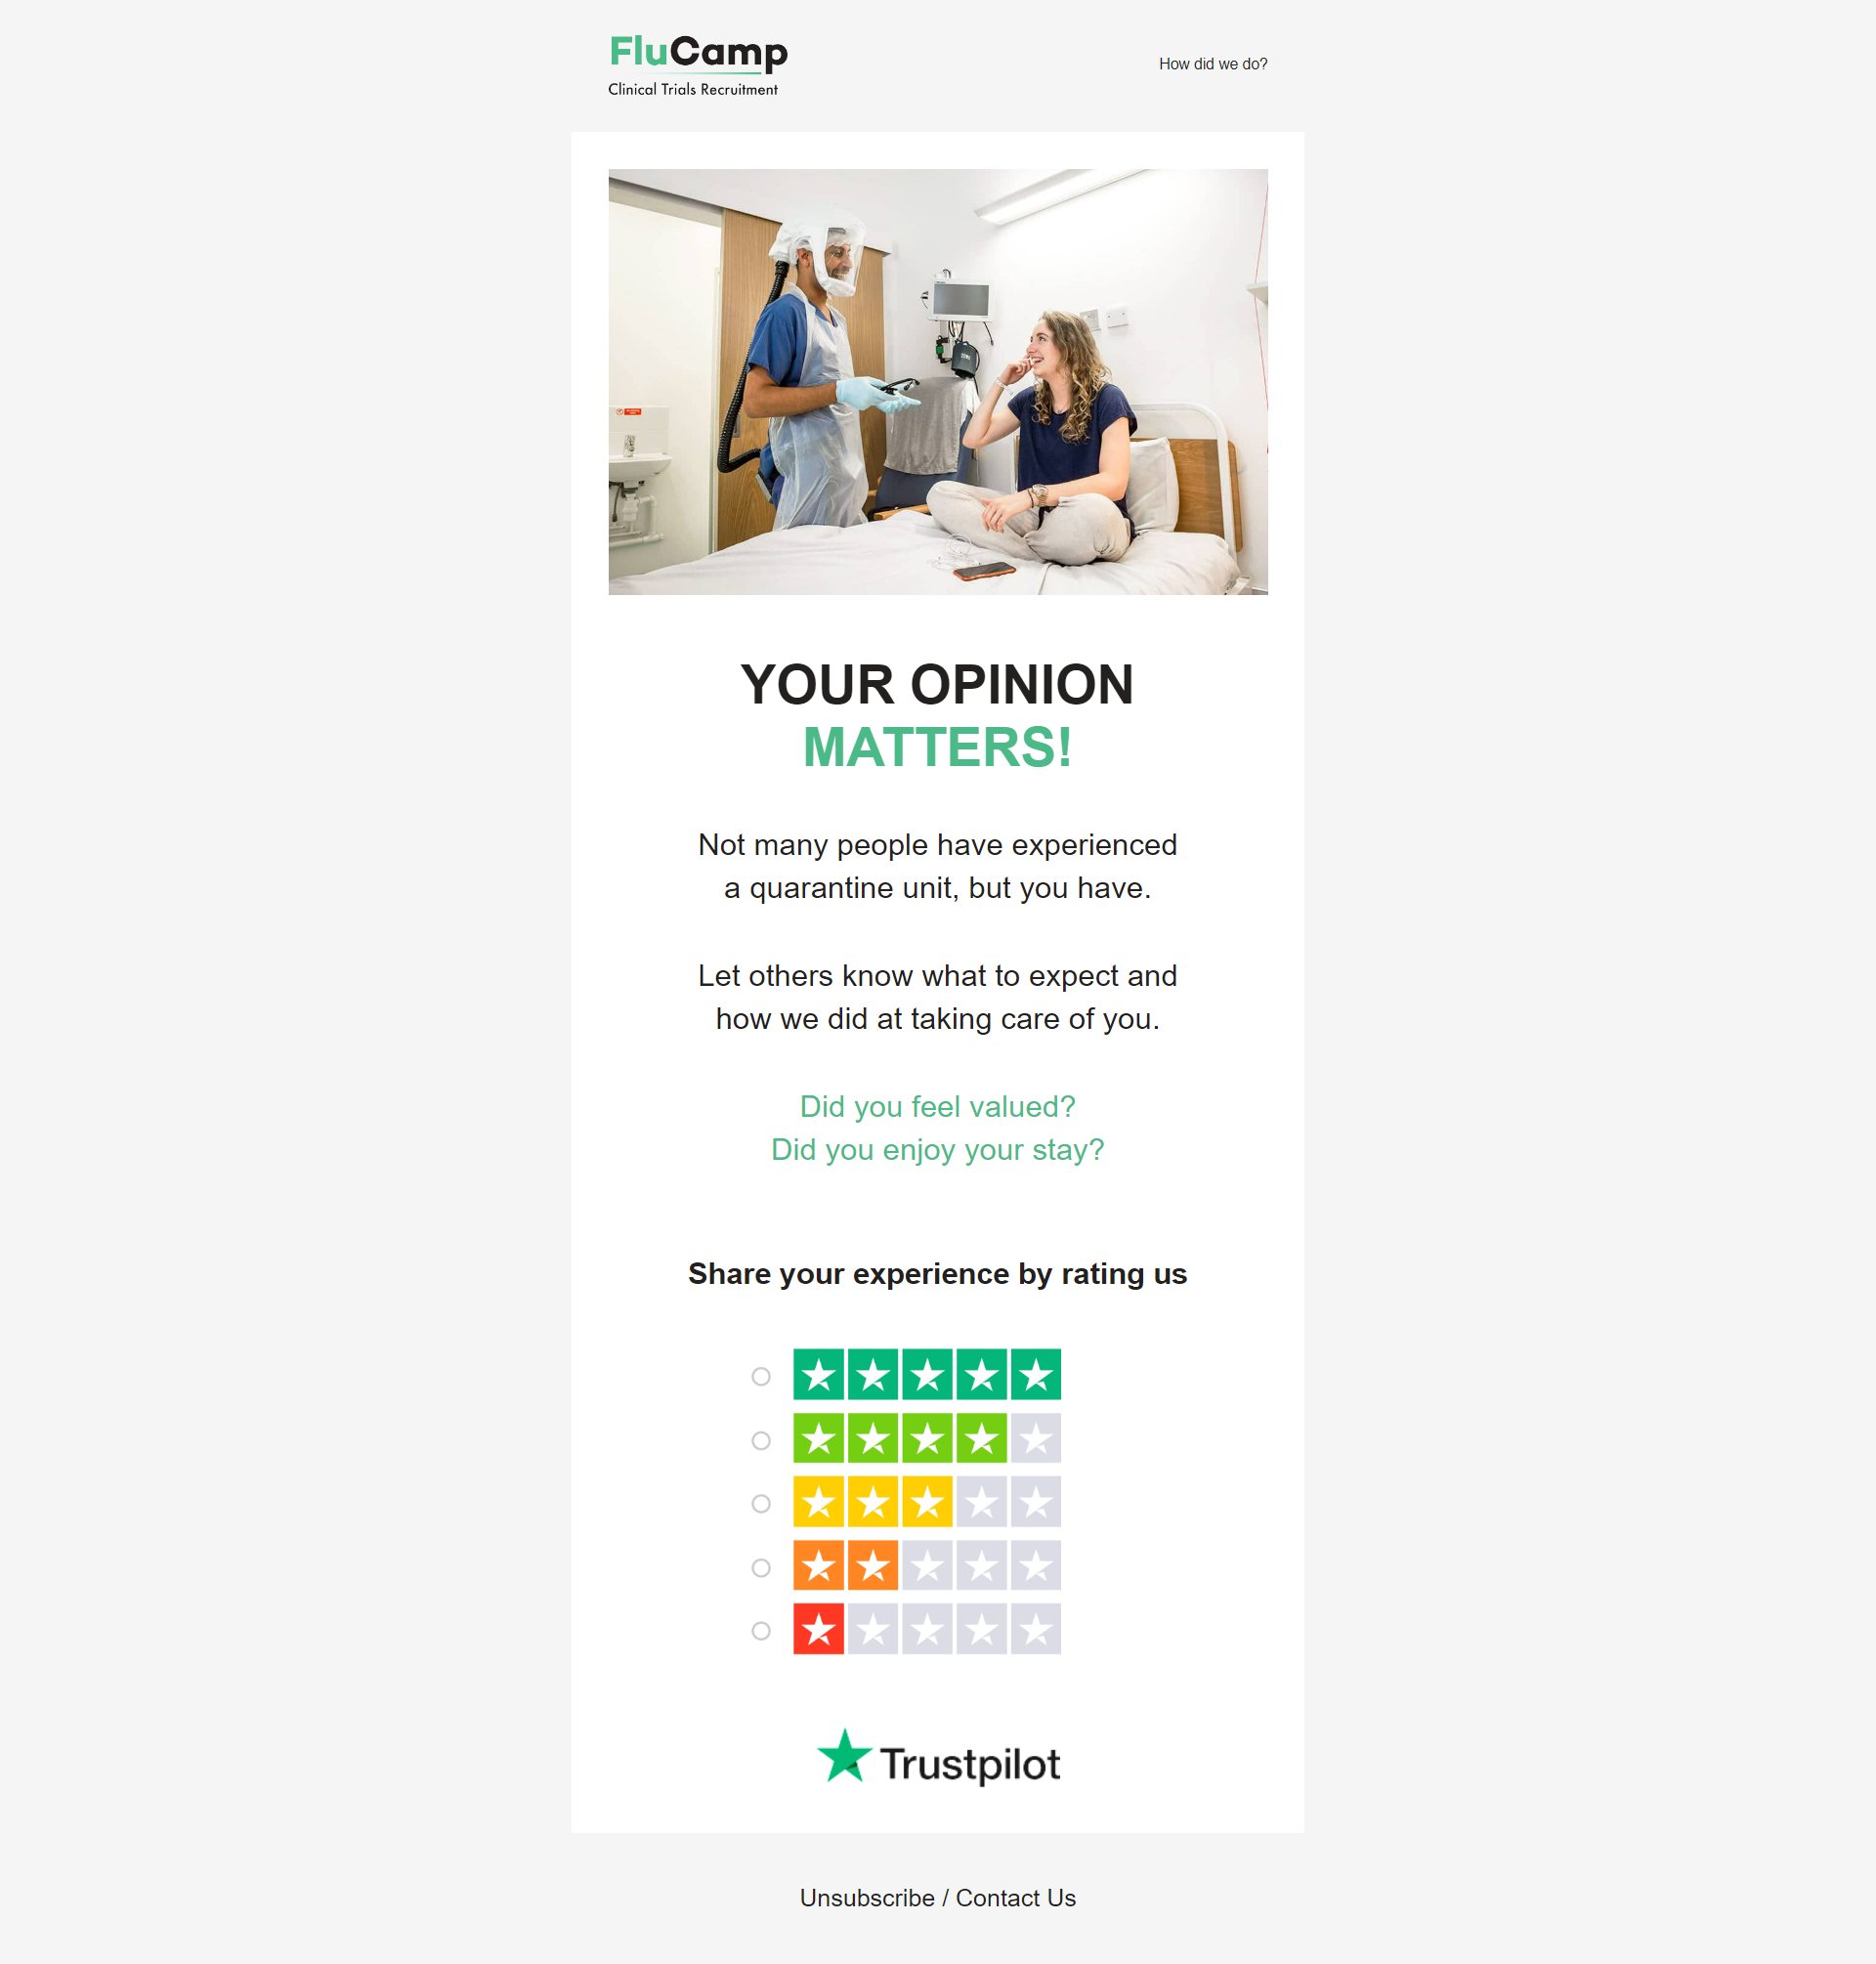 FluCamp
Clinical Trials Recruitment
How did we do?
YOUR OPINION
MATTERS!
Not many people have experienced
a quarantine unit, but you have.
Let others know what to expect and
how we did at taking care of you.
Did you feel valued?
Did you enjoy your stay?
Share your experience by rating us
Trustpilot
Unsubscribe / Contact Us